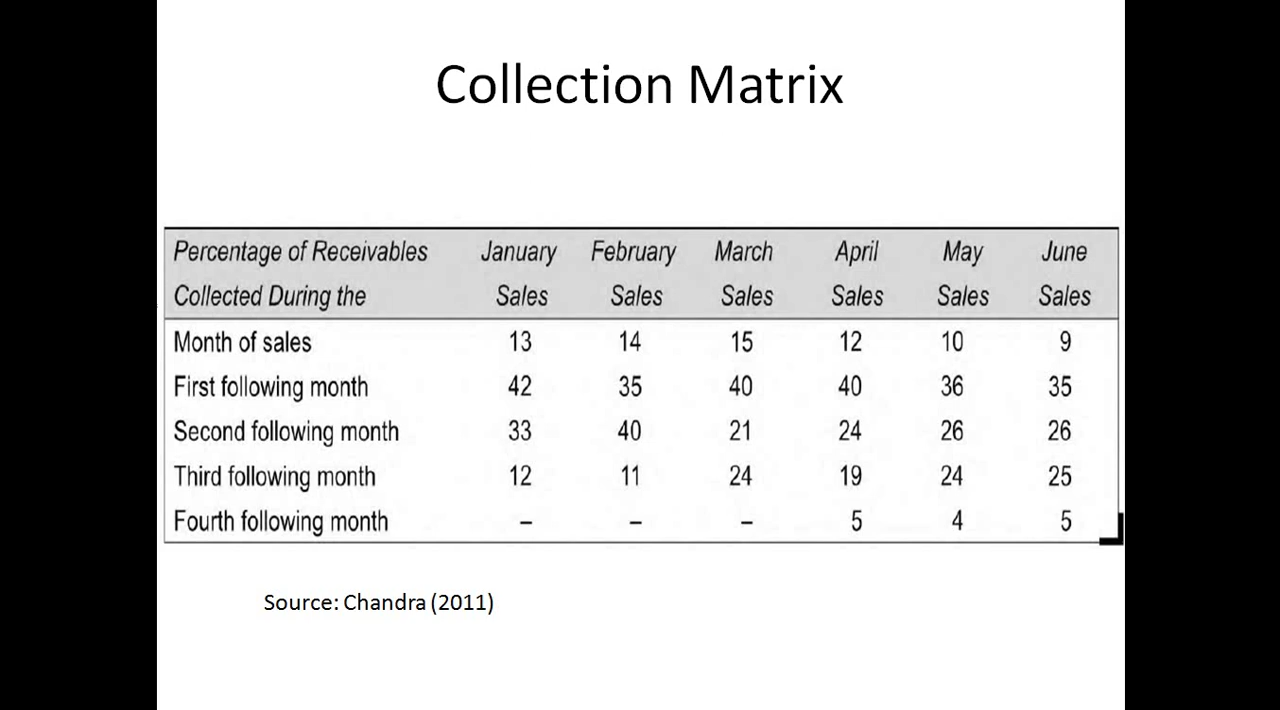 Collection Matrix
Percentage of Receivables January February March April May June
Collected During the Sales Sales Sales Sales Sales Sales
Month of sales 13 14 15 12 10 9
First following month 42 35 40 40 36 35
Second following month 33 40 21 24 26 26
Third following month 12 11 24 19 24 25
Fourth following month – – – 5 4 5
Source: Chandra (2011)